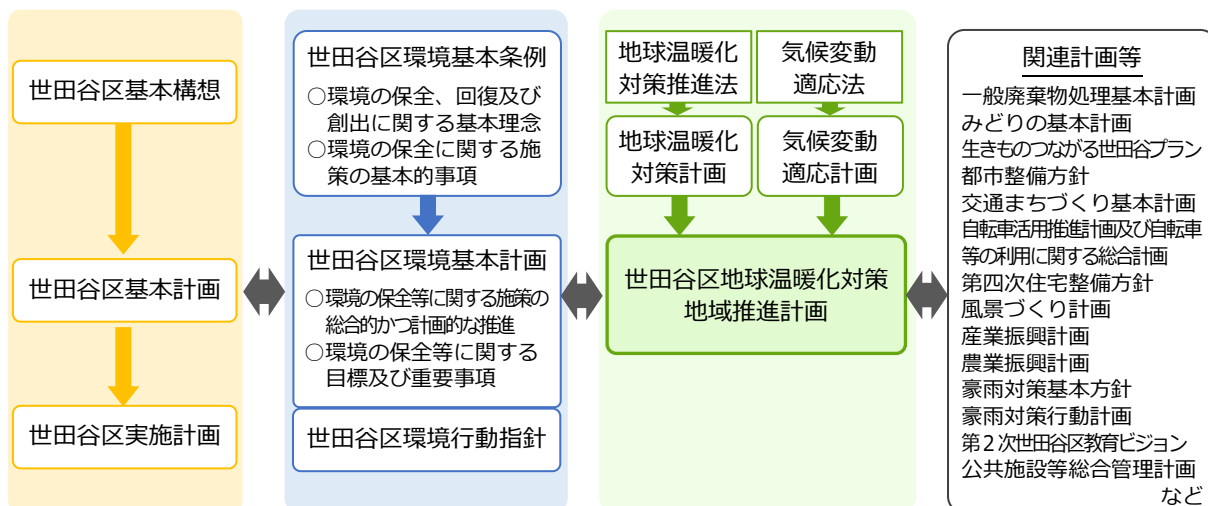 世田谷区基本構想
世田谷区基本計画
世田谷区実施計画
世田谷区環境基本条例
○環境の保全、回復及び
創出に関する基本理念
○環境の保全に関する施
策の基本的事項
世田谷区環境基本計画
○環境の保全等に関する施策の
総合的かつ計画的な推進
○環境の保全等に関する
目標及び重要事項
世田谷区環境行動指針
地球温暖化
対策推進法
気候変動
適応法
地球温暖化
対策計画
気候変動
適応計画
世田谷区地球温暖化対策
地域推進計画
関連計画等
一般廃棄物処理基本計画
みどりの基本計画
生きものつながる世田谷プラン
都市整備方針
交通まちづくり基本計画
自転車活用推進計画及び自転車
等の利用に関する総合計画
第四次住宅整備方針
風景づくり計画
産業振興計画
農業振興計画
豪雨対策基本方針
豪雨対策行動計画
第2次世田谷区教育ビジョン
公共施設等総合管理計画
など